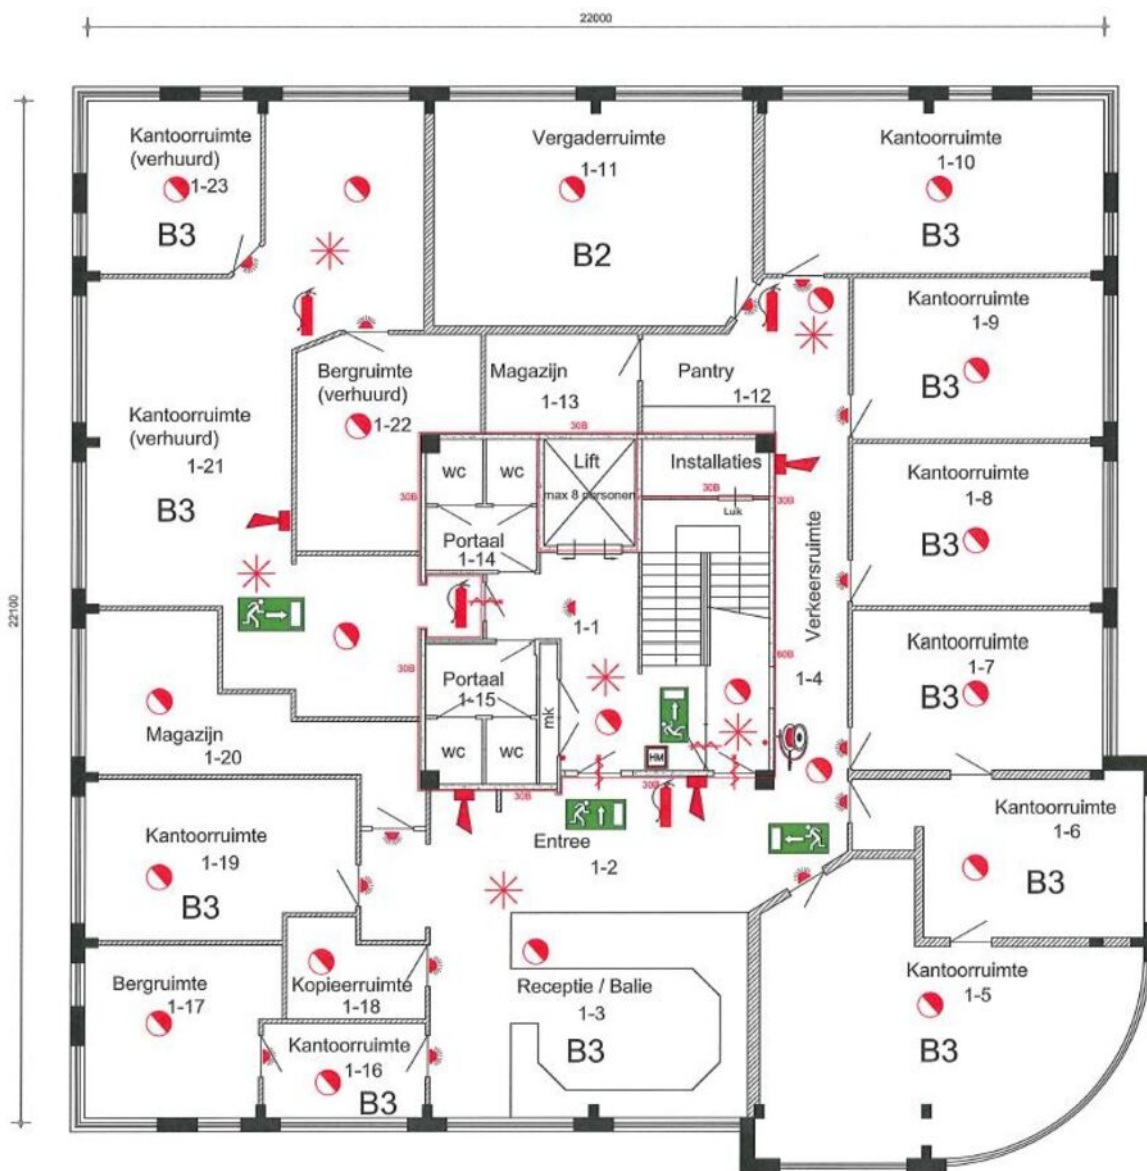 22000
22100
Kantoorruimte
(verhuurd)
1-23
B3
Vergaderruimte
1-11
B2
Kantoorruimte
1-10
B3
Kantoorruimte
1-9
B3
Bergruimte
(verhuurd)
1-22
Magazijn
1-13
Pantry
1-12
Kantoorruimte
(verhuurd)
1-21
B3
30B
wc
wc
Lift
max 8 personen
Installaties
30B
Luik
30B
30B
Kantoorruimte
1-8
B3
Portaal
1-14
Verkeersruimte
1-4
1-1
60B
Kantoorruimte
1-7
B3
30B
Portaal
1-15
mk
wc
wc
HM
30B
30B
Magazijn
1-20
Kantoorruimte
1-19
B3
Entree
1-2
Kantoorruimte
1-6
B3
Bergruimte
1-17
Kopieerruimte
1-18
Receptie / Balie
1-3
B3
Kantoorruimte
1-5
B3
Kantoorruimte
1-16
B3